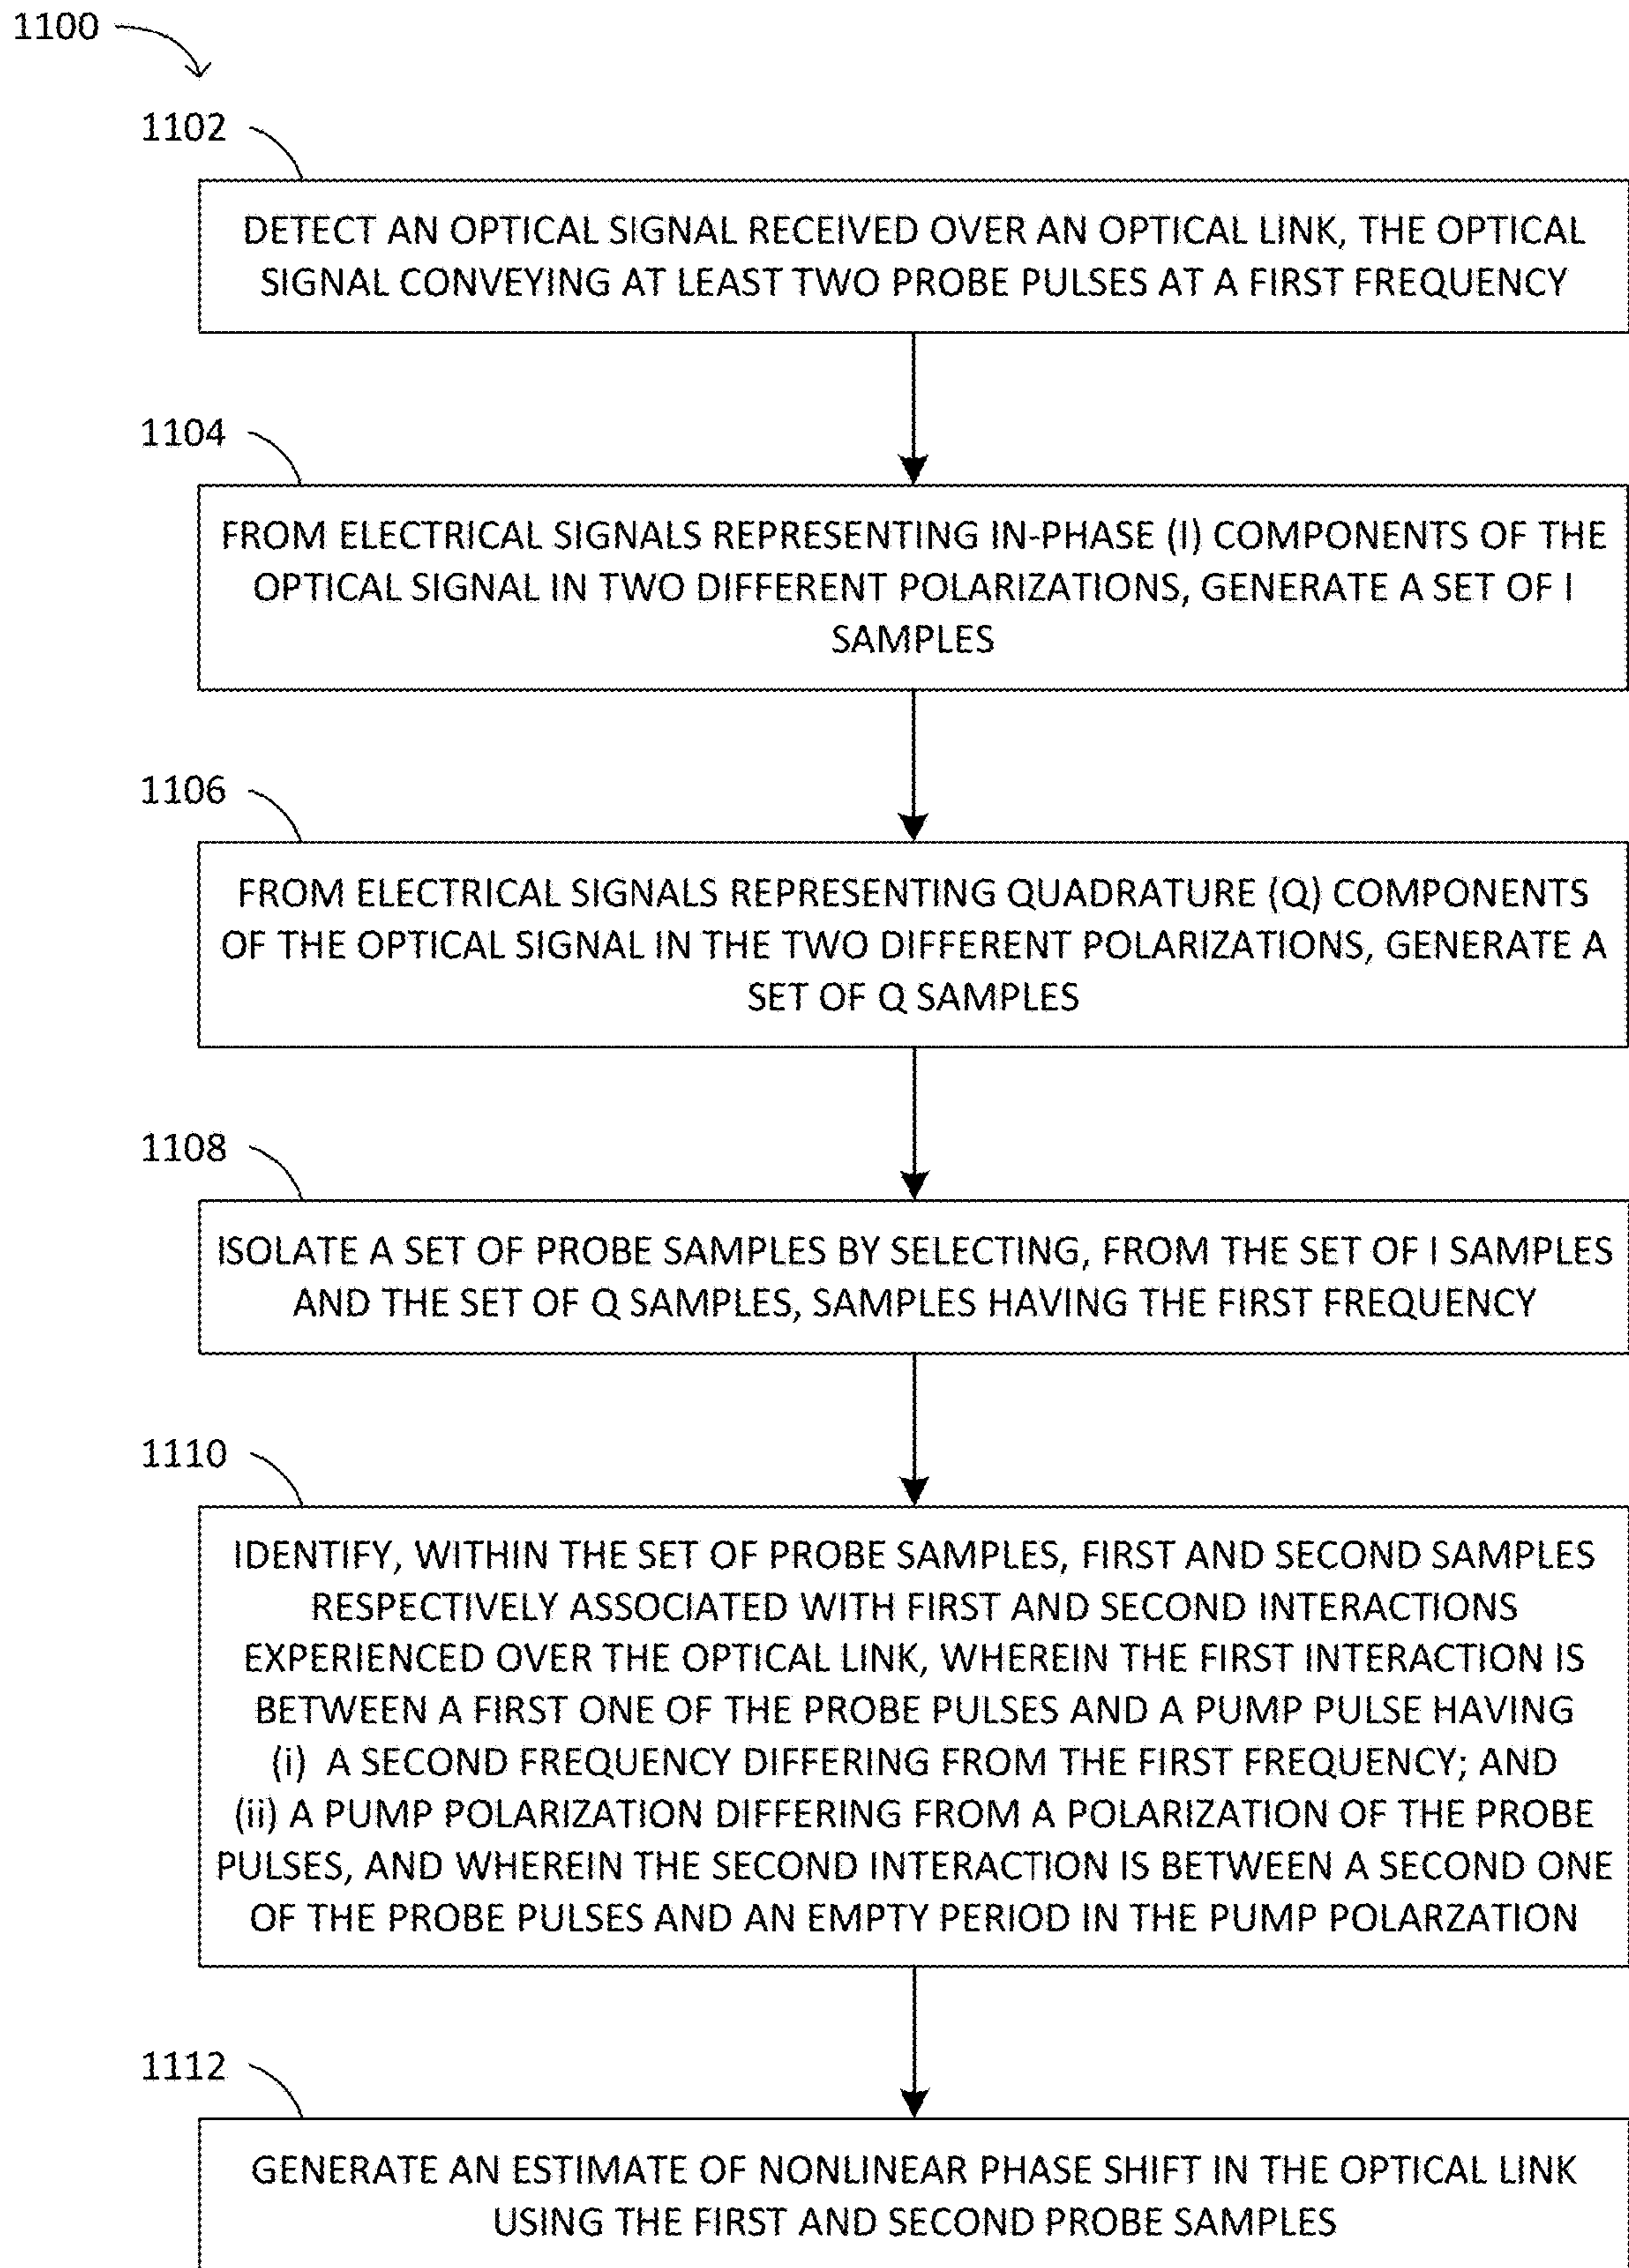 1100
1102
DETECT AN OPTICAL SIGNAL RECEIVED OVER AN OPTICAL LINK, THE OPTICAL
SIGNAL CONVEYING AT LEAST TWO PROBE PULSES AT A FIRST FREQUENCY
1104
FROM ELECTRICAL SIGNALS REPRESENTING IN-PHASE (I) COMPONENTS OF THE
OPTICAL SIGNAL IN TWO DIFFERENT POLARIZATIONS, GENERATE A SET OF I
SAMPLES
1106
FROM ELECTRICAL SIGNALS REPRESENTING QUADRATURE (Q) COMPONENTS
OF THE OPTICAL SIGNAL IN THE TWO DIFFERENT POLARIZATIONS, GENERATE A
SET OF Q SAMPLES
1108
ISOLATE A SET OF PROBE SAMPLES BY SELECTING, FROM THE SET OF I SAMPLES
AND THE SET OF Q SAMPLES, SAMPLES HAVING THE FIRST FREQUENCY
1110
IDENTIFY, WITHIN THE SET OF PROBE SAMPLES, FIRST AND SECOND SAMPLES
RESPECTIVELY ASSOCIATED WITH FIRST AND SECOND INTERACTIONS
EXPERIENCED OVER THE OPTICAL LINK, WHEREIN THE FIRST INTERACTION IS
BETWEEN A FIRST ONE OF THE PROBE PULSES AND A PUMP PULSE HAVING
(i) A SECOND FREQUENCY DIFFERING FROM THE FIRST FREQUENCY; AND
(ii) A PUMP POLARIZATION DIFFERING FROM A POLARIZATION OF THE PROBE
PULSES, AND WHEREIN THE SECOND INTERACTION IS BETWEEN A SECOND ONE
OF THE PROBE PULSES AND AN EMPTY PERIOD IN THE PUMP POLARZATION
1112
GENERATE AN ESTIMATE OF NONLINEAR PHASE SHIFT IN THE OPTICAL LINK
USING THE FIRST AND SECOND PROBE SAMPLES